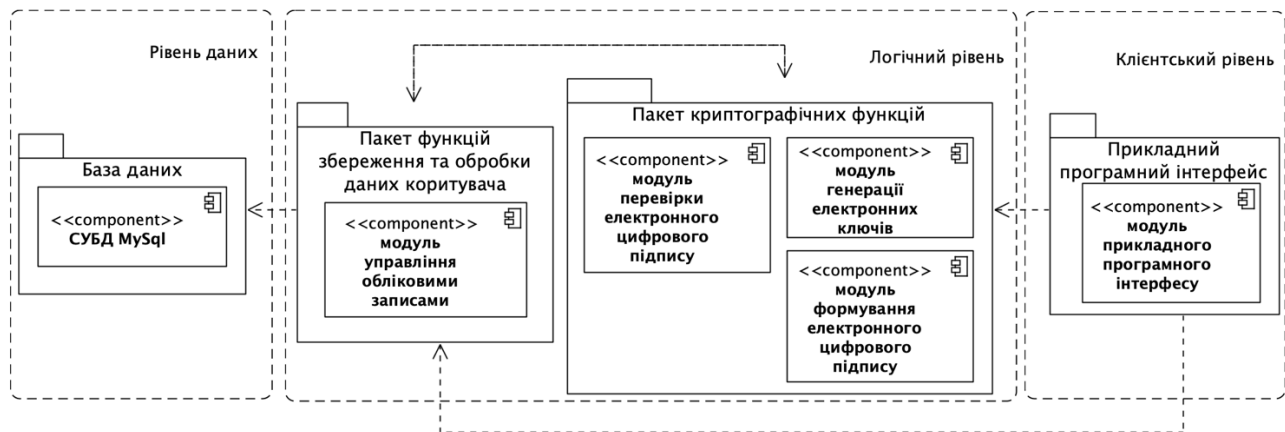 Рівень даних
База даних
<<component>>
СУБД MySql
Логічний рівень
Пакет функцій
збереження та обробки
даних коритувача
<<component>>
модуль
управління
обліковими
записами
Пакет криптографічних функцій
<<component>>
модуль
перевірки
електронного
цифрового
підпису
<<component>>
модуль
генерації
електронних
ключів
<<component>>
модуль
формування
електронного
цифрового
підпису
Клієнтський рівень
Прикладний
програмний інтерфейс
<<component>>
модуль
прикладного
програмного
інтерфесу